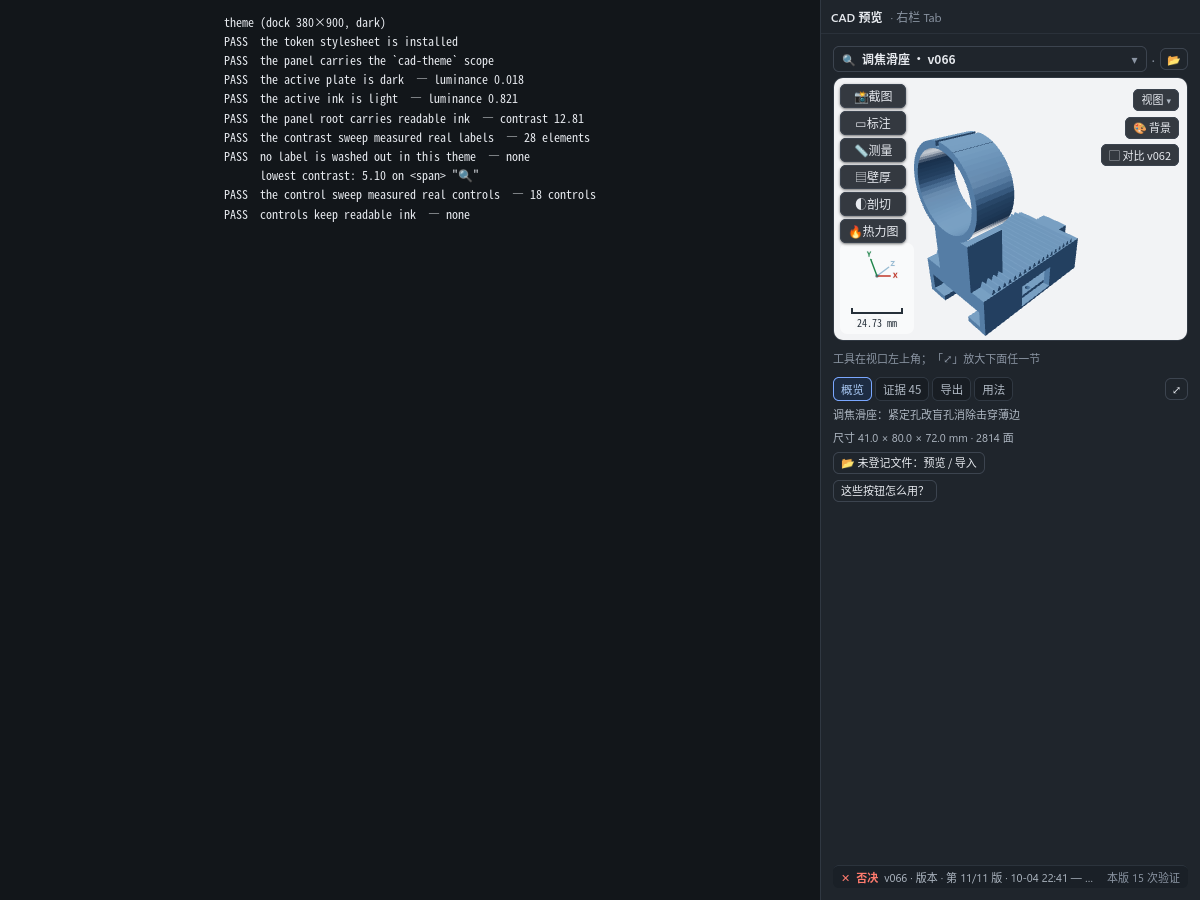 theme (dock 380×900, dark)
PASS  the token stylesheet is installed
PASS  the panel carries the `cad-theme` scope
PASS  the active plate is dark  — luminance 0.018
PASS  the active ink is light  — luminance 0.821
PASS  the panel root carries readable ink  — contrast 12.81
PASS  the contrast sweep measured real labels  — 28 elements
PASS  no label is washed out in this theme  — none
lowest contrast: 5.10 on <span> "🔍"
PASS  the control sweep measured real controls  — 18 controls
PASS  controls keep readable ink  — none
CAD 预览 · 右栏 Tab
🔍 调焦滑座 · v066 ▾ · 📂
📸截图
▭标注
📏测量
▤壁厚
◐剖切
🔥热力图
视图 ▾
🎨 背景
对比 v062
Y
Z
X
24.73 mm
工具在视口左上角；「⤢」放大下面任一节
概览 证据 45 导出 用法 ⤢
调焦滑座：紧定孔改盲孔消除击穿薄边
尺寸 41.0 × 80.0 × 72.0 mm · 2814 面
📂 未登记文件：预览 / 导入
这些按钮怎么用？
✕ 否决 v066 · 版本 · 第 11/11 版 · 10-04 22:41 — … 本版 15 次验证